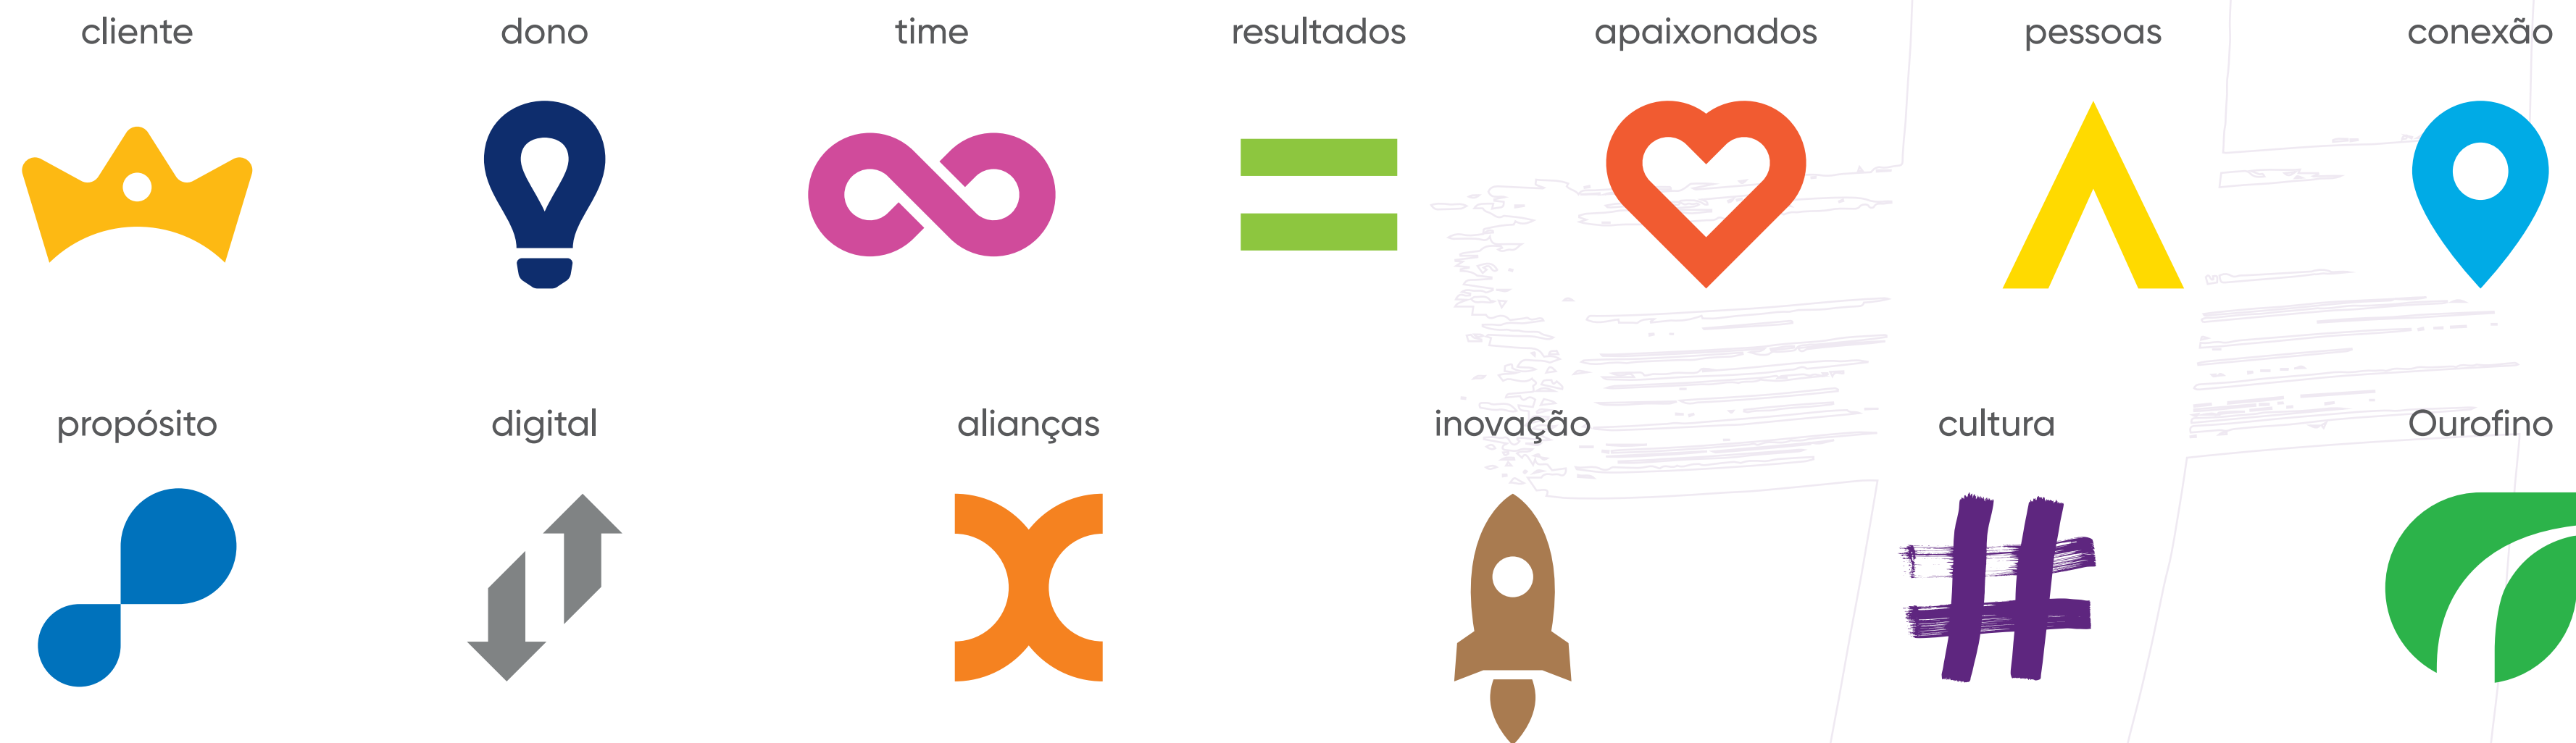 cliente dono time resultados apaixonados pessoas conexão
propósito digital alianças inovação cultura Ourofino